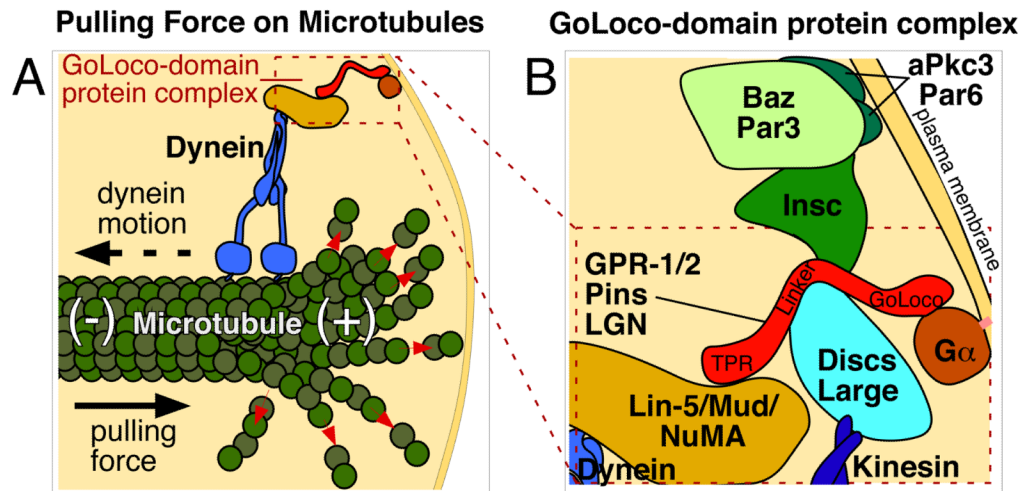 Pulling Force on Microtubules
A
GoLoco-domain
protein complex
Dynein
dynein
motion
(-) Microtubule (+)
pulling
force
GoLoco-domain protein complex
B
aPkc3
Par6
Baz
Par3
plasma membrane
Insc
GPR-1/2
Pins
LGN
Linker
GoLoco
TPR
Gα
Discs
Large
Lin-5/Mud/
NuMA
Dynein
Kinesin